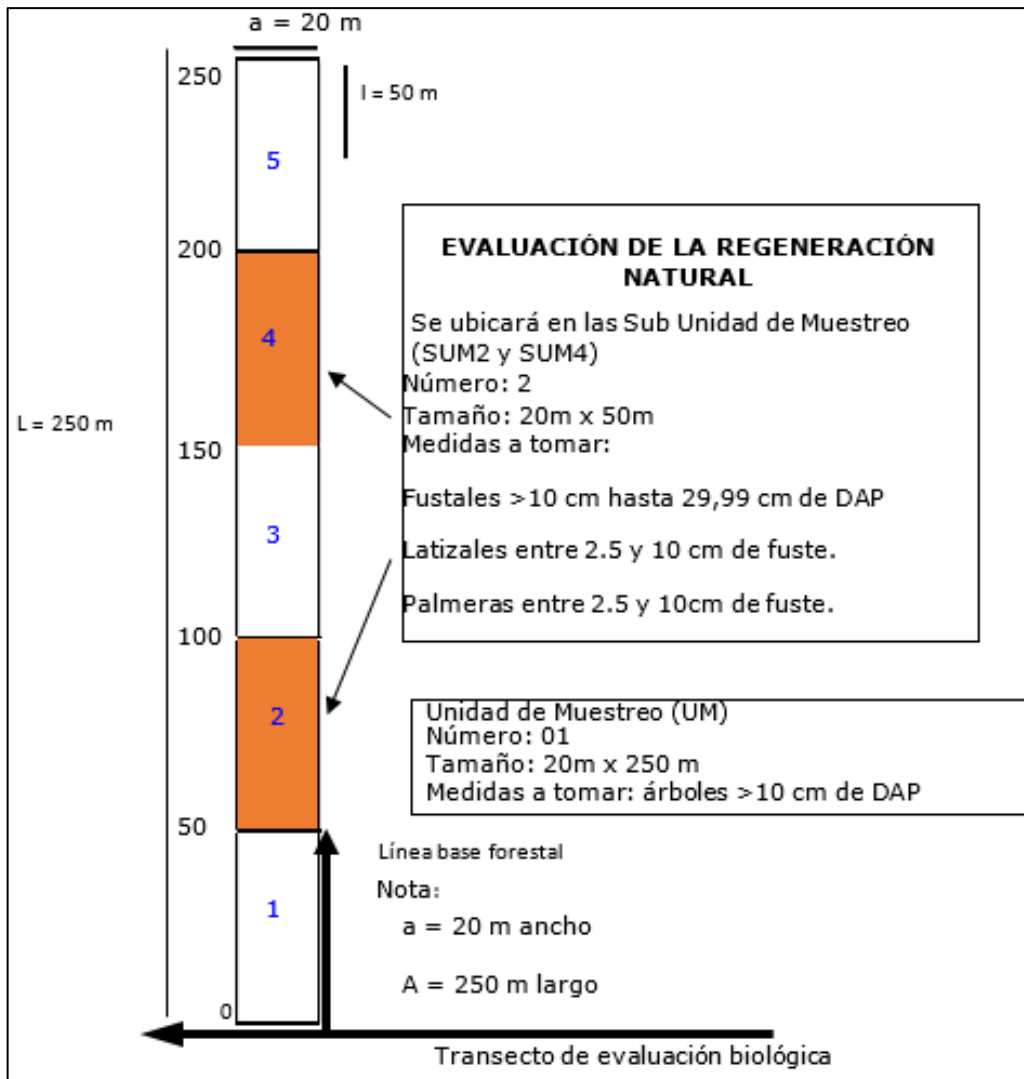 a = 20 m
250
l = 50 m
5
200
4
L = 250 m
150
3
100
2
50
1
0
EVALUACIÓN DE LA REGENERACIÓN
NATURAL
Se ubicará en las Sub Unidad de Muestreo
(SUM2 y SUM4)
Número: 2
Tamaño: 20m x 50m
Medidas a tomar:
Fustales >10 cm hasta 29,99 cm de DAP
Latizales entre 2.5 y 10 cm de fuste.
Palmeras entre 2.5 y 10cm de fuste.
Unidad de Muestreo (UM)
Número: 01
Tamaño: 20m x 250 m
Medidas a tomar: árboles >10 cm de DAP
Línea base forestal
Nota:
a = 20 m ancho
A = 250 m largo
Transecto de evaluación biológica